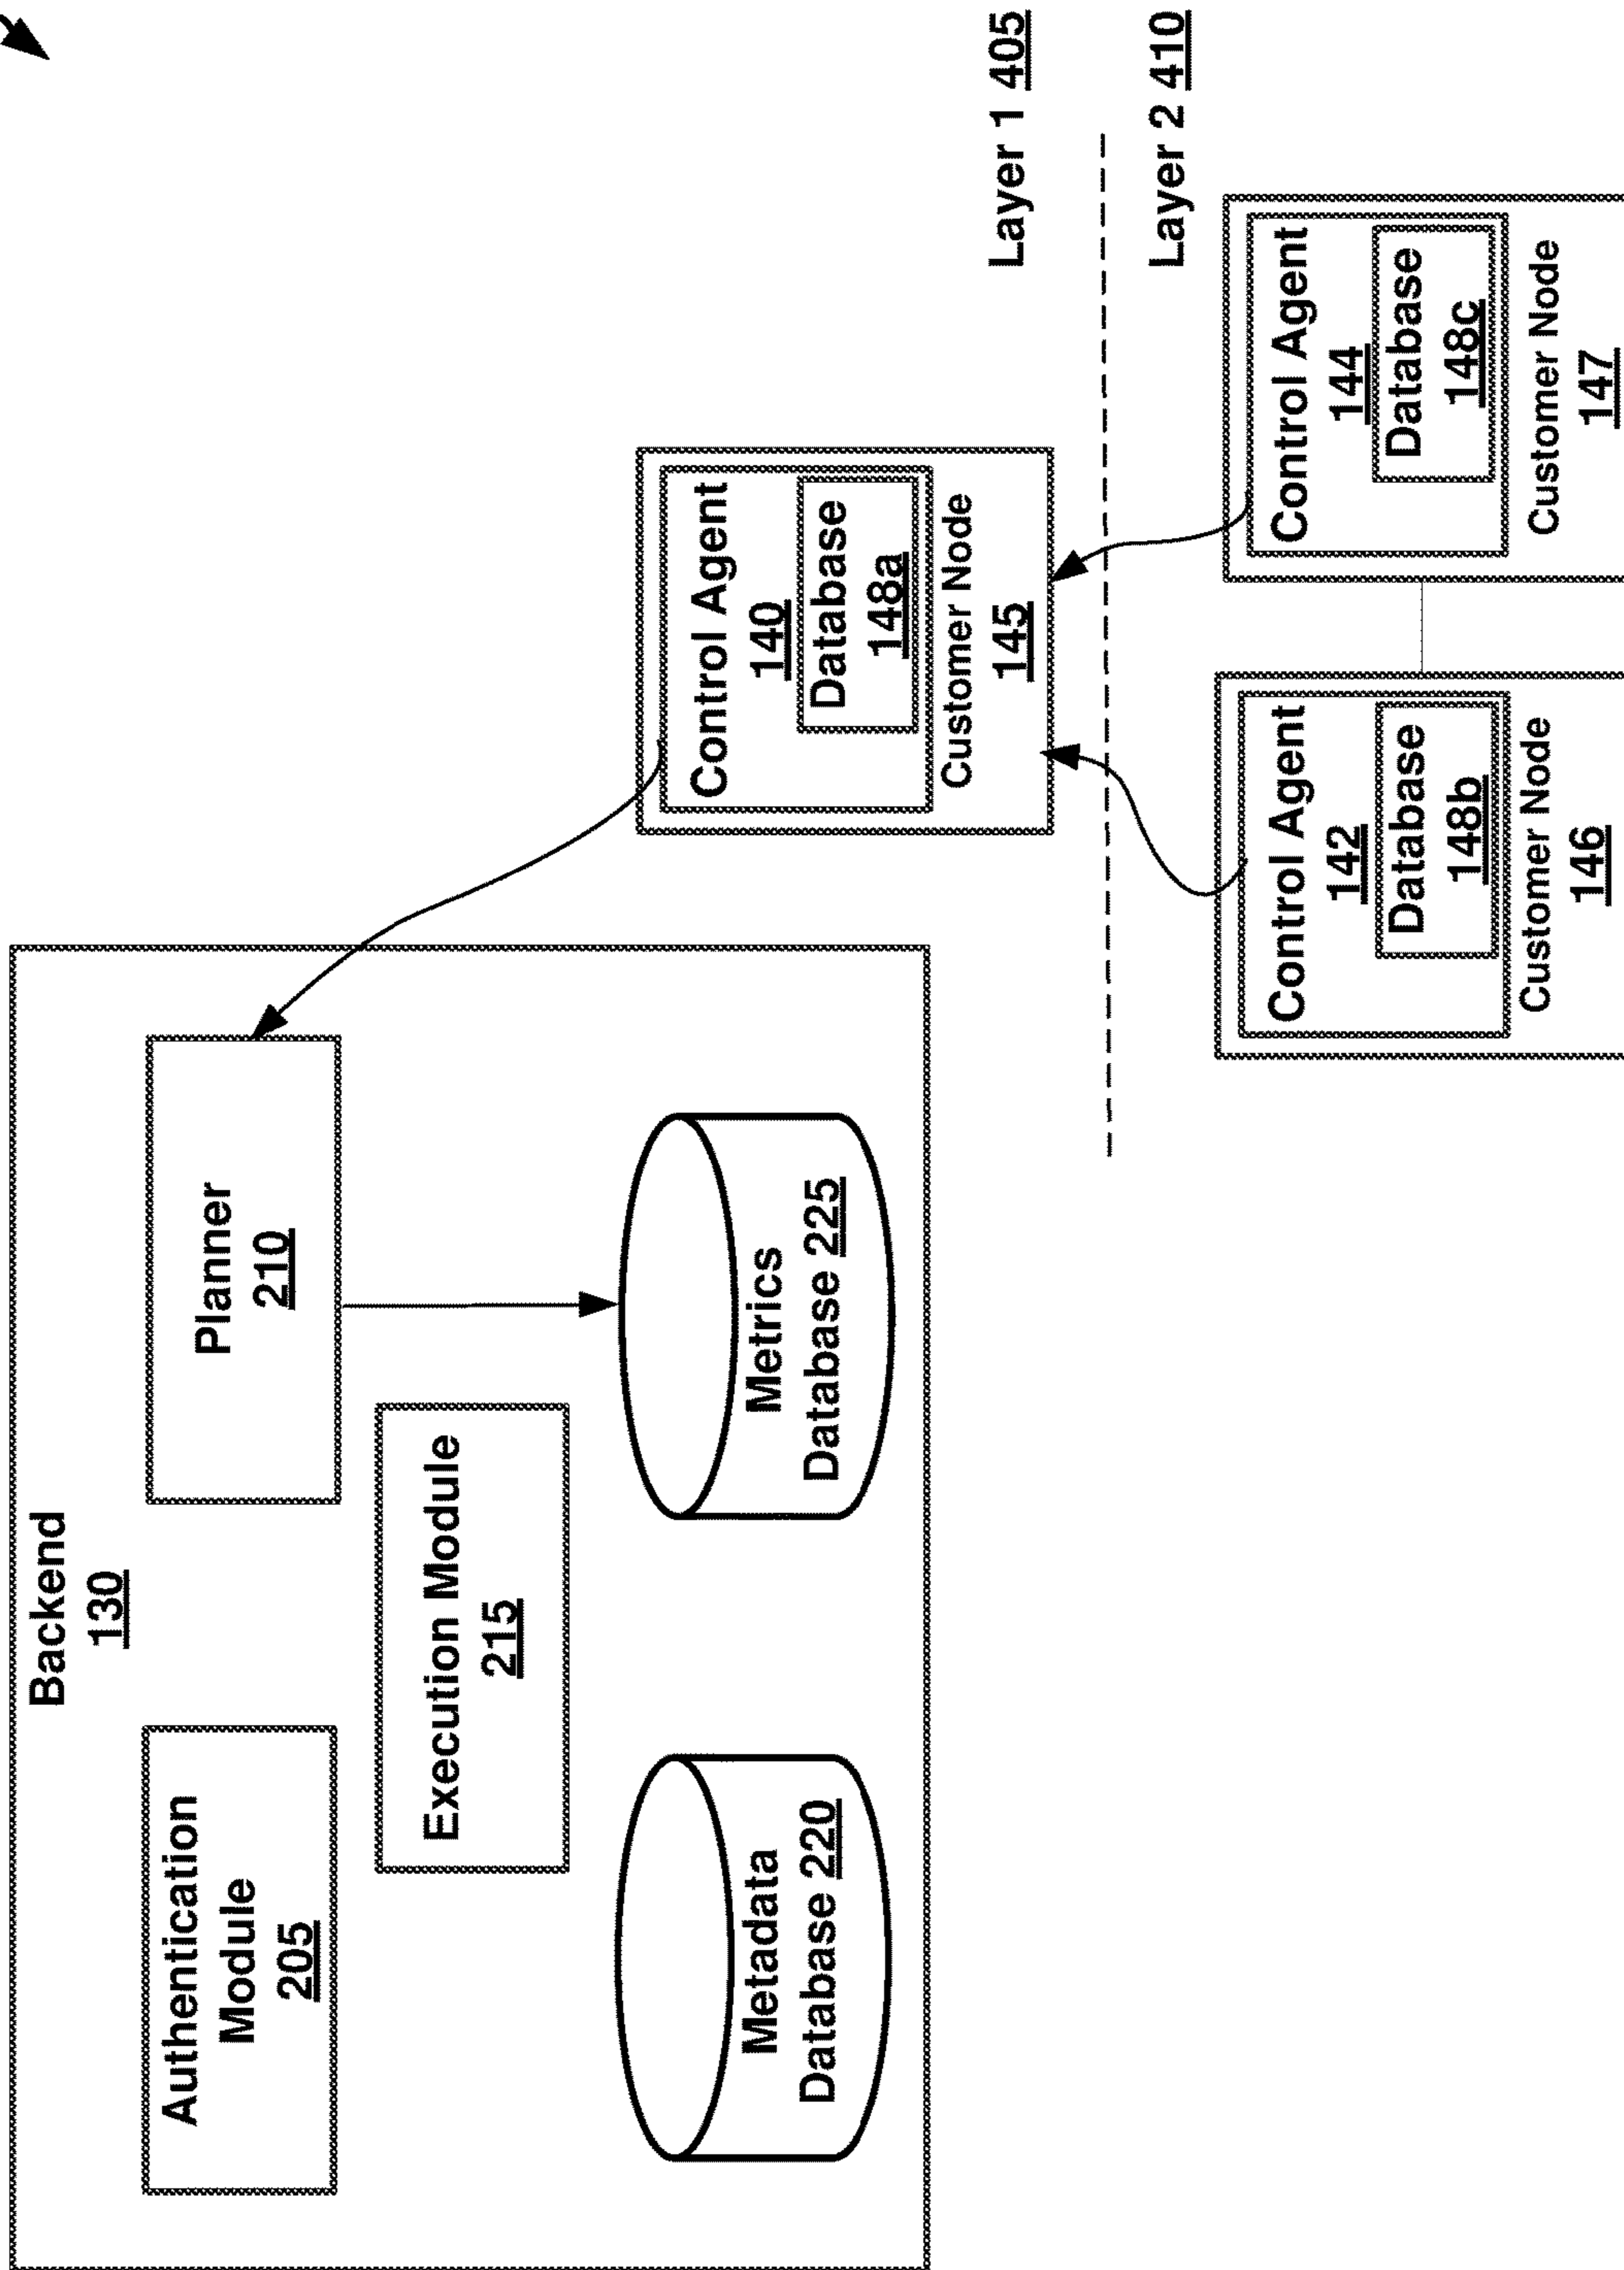 Backend
130
Authentication
Module
205
Planner
210
Execution Module
215
Metadata
Database 220
Metrics
Database 225
Control Agent
140
Database
148a
Customer Node
145
Layer 1 405
Layer 2 410
Control Agent
142
Database
148b
Customer Node
146
Control Agent
144
Database
148c
Customer Node
147